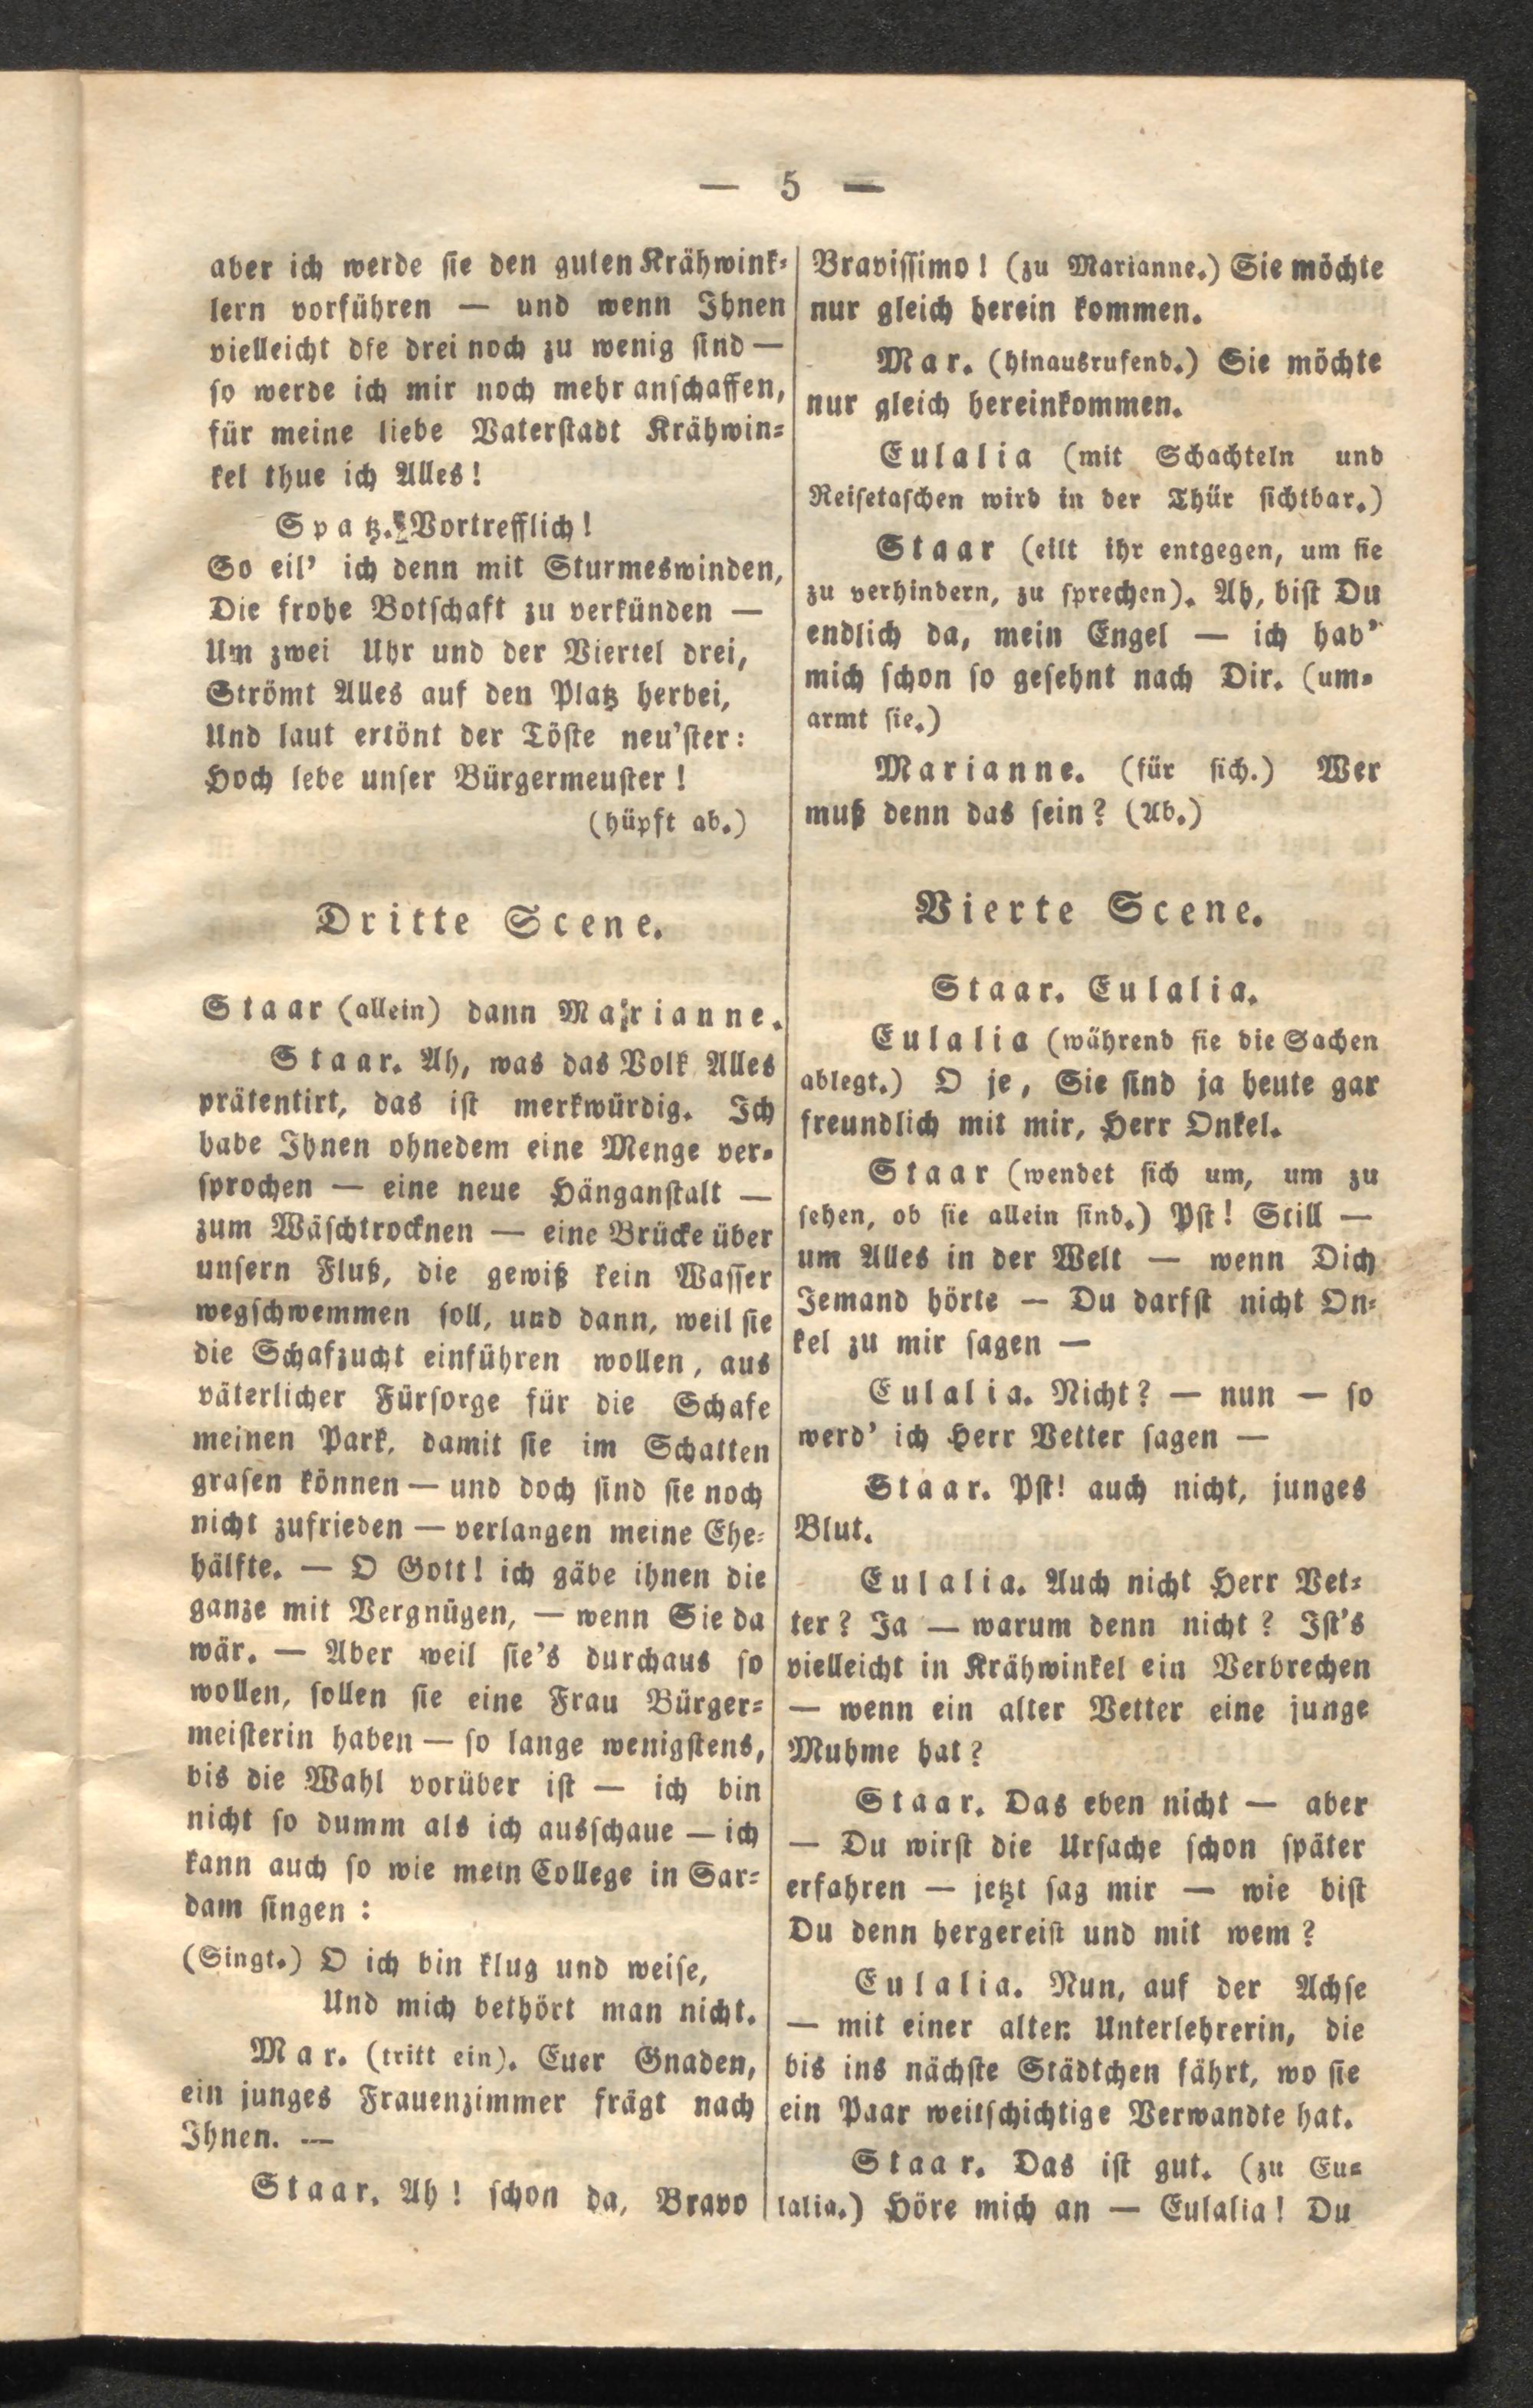 — 5 —
aber ich werde sie den guten Krähwink-
lern vorführen — und wenn Ihnen
vielleicht die drei noch zu wenig sind —
so werde ich mir noch mehr anschaffen,
für meine liebe Vaterstadt Krähwin-
kel thue ich Alles!
Spatz. Vortrefflich!
So eil' ich denn mit Sturmeswinden,
Die frohe Botschaft zu verkünden —
Um zwei Uhr und der Viertel drei,
Strömt Alles auf den Platz herbei,
Und laut ertönt der Töste neu'ster:
Hoch lebe unser Bürgermeuster!
(hüpft ab.)
Dritte Scene.
Staar (allein) dann Marianne.
Staar. Ah, was das Volk Alles
prätentirt, das ist merkwürdig. Ich
habe Ihnen ohnedem eine Menge ver-
sprochen — eine neue Hänganstalt —
zum Wäschtrocknen — eine Brücke über
unsern Fluß, die gewiß kein Wasser
wegschwemmen soll, und dann, weil sie
die Schafzucht einführen wollen, aus
väterlicher Fürsorge für die Schafe
meinen Park, damit sie im Schatten
grasen können — und doch sind sie noch
nicht zufrieden — verlangen meine Ehe-
hälfte. — O Gott! ich gäbe ihnen die
ganze mit Vergnügen, — wenn Sie da
wär. — Aber weil sie's durchaus so
wollen, sollen sie eine Frau Bürger-
meisterin haben — so lange wenigstens,
bis die Wahl vorüber ist — ich bin
nicht so dumm als ich ausschaue — ich
kann auch so wie mein College in Sar-
dam singen:
(Singt.) O ich bin klug und weise,
Und mich bethört man nicht.
Mar. (tritt ein). Euer Gnaden,
ein junges Frauenzimmer frägt nach
Ihnen. —
Staar. Ah! schon da, Bravo
Bravissimo! (zu Marianne.) Sie möchte
nur gleich herein kommen.
Mar. (hinausrufend.) Sie möchte
nur gleich hereinkommen.
Eulalia (mit Schachteln und
Reisetaschen wird in der Thür sichtbar.)
Staar (eilt ihr entgegen, um sie
zu verhindern, zu sprechen). Ah, bist Du
endlich da, mein Engel — ich hab'
mich schon so gesehnt nach Dir. (um-
armt sie.)
Marianne. (für sich.) Wer
muß denn das sein? (Ab.)
Vierte Scene.
Staar. Eulalia.
Eulalia (während sie die Sachen
ablegt.) O je, Sie sind ja heute gar
freundlich mit mir, Herr Onkel.
Staar (wendet sich um, um zu
sehen, ob sie allein sind.) Pst! Still —
um Alles in der Welt — wenn Dich
Jemand hörte — Du darfst nicht On-
kel zu mir sagen —
Eulalia. Nicht? — nun — so
werd' ich Herr Vetter sagen —
Staar. Pst! auch nicht, junges
Blut.
Eulalia. Auch nicht Herr Vet-
ter? Ja — warum denn nicht? Ist's
vielleicht in Krähwinkel ein Verbrechen
— wenn ein alter Vetter eine junge
Muhme hat?
Staar. Das eben nicht — aber
— Du wirst die Ursache schon später
erfahren — jetzt sag mir — wie bist
Du denn hergereist und mit wem?
Eulalia. Nun, auf der Achse
— mit einer alten Unterlehrerin, die
bis ins nächste Städtchen fährt, wo sie
ein Paar weitschichtige Verwandte hat.
Staar. Das ist gut. (zu Eu-
lalia.) Höre mich an — Eulalia! Du